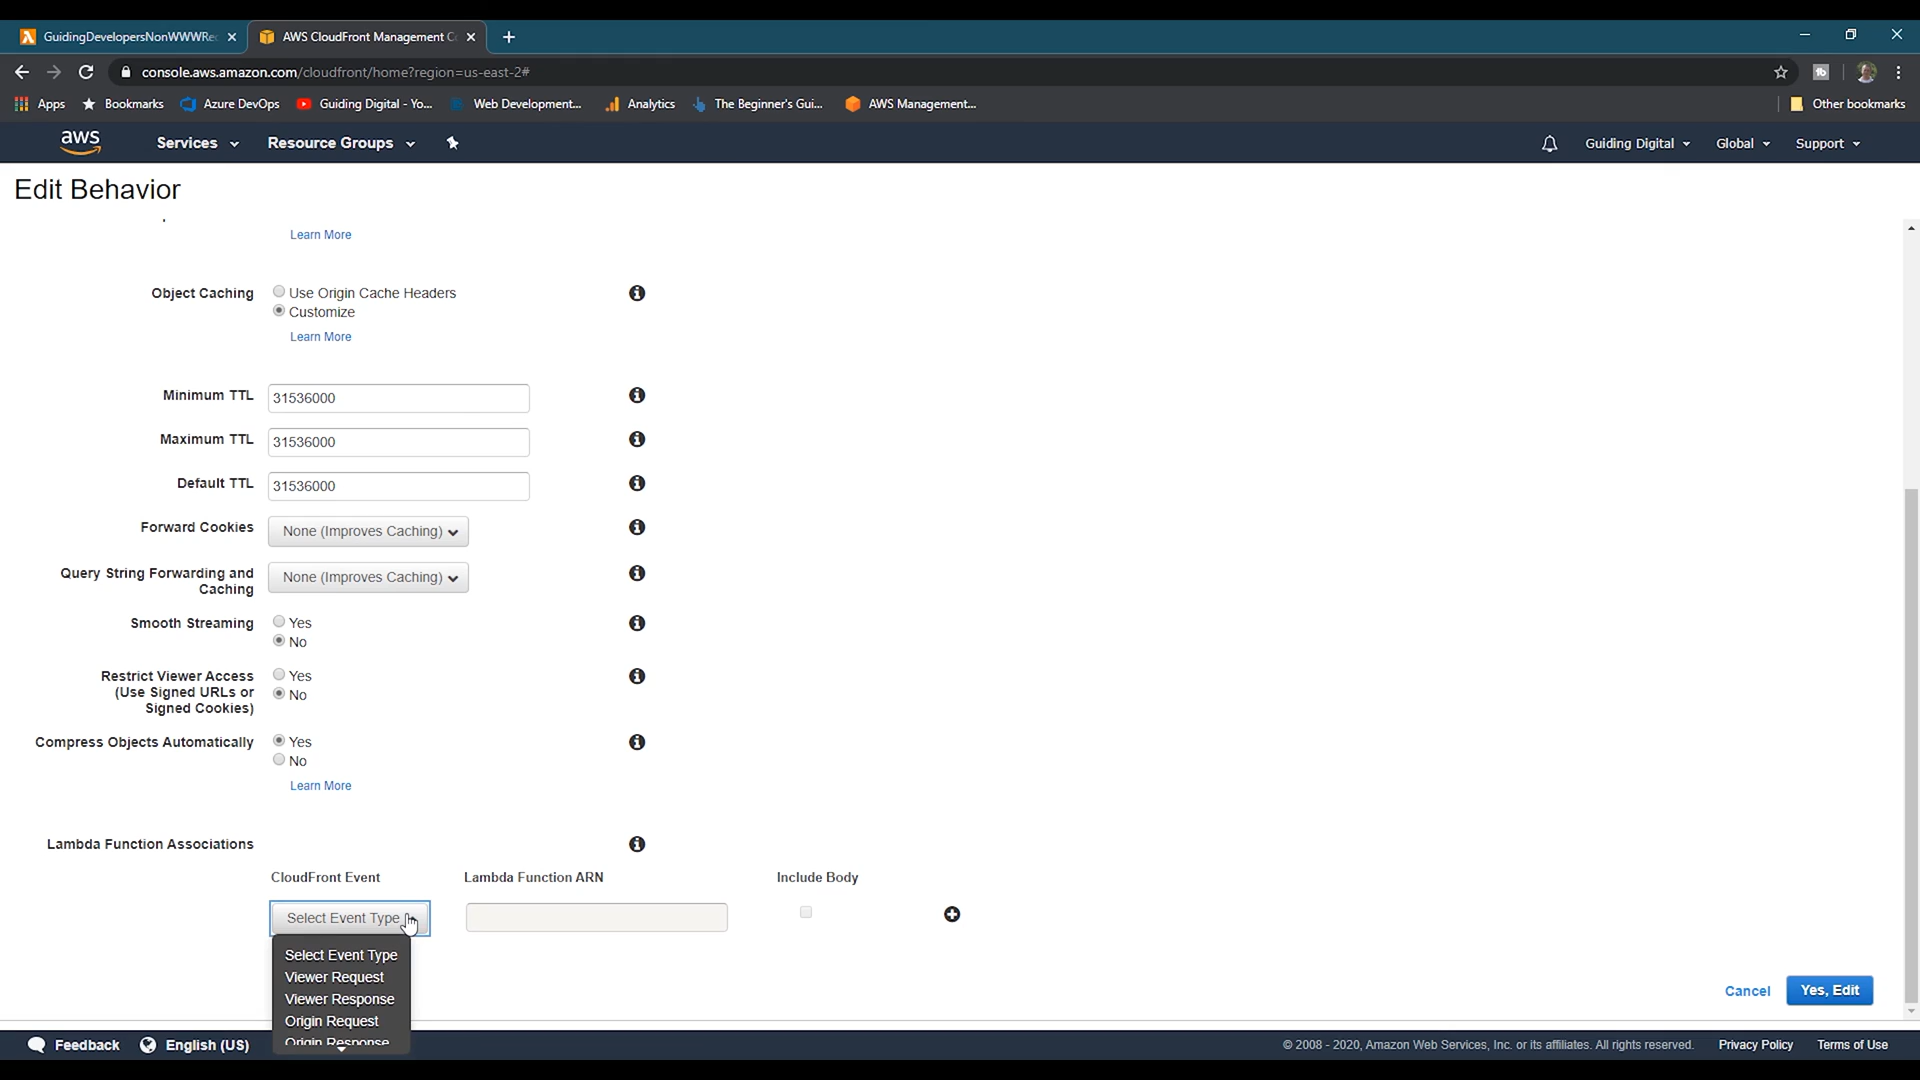 GuidingDevelopersNonWWWRe
AWS CloudFront Management C
console.aws.amazon.com/cloudfront/home?region=us-east-2#
Apps
Bookmarks
Azure DevOps
Guiding Digital - Yo...
Web Development...
Analytics
The Beginner's Gui...
AWS Management...
Other bookmarks
aws
Services
Resource Groups
Guiding Digital
Global
Support
Edit Behavior
Learn More
Object Caching
Use Origin Cache Headers
Customize
Learn More
Minimum TTL
31536000
Maximum TTL
31536000
Default TTL
31536000
Forward Cookies
None (Improves Caching)
Query String Forwarding and
Caching
None (Improves Caching)
Smooth Streaming
Yes
No
Restrict Viewer Access
(Use Signed URLs or
Signed Cookies)
Yes
No
Compress Objects Automatically
Yes
No
Learn More
Lambda Function Associations
CloudFront Event
Lambda Function ARN
Include Body
Select Event Type
Select Event Type
Viewer Request
Viewer Response
Origin Request
Origin Response
Cancel
Yes, Edit
Feedback
English (US)
© 2008 - 2020, Amazon Web Services, Inc. or its affiliates. All rights reserved.
Privacy Policy
Terms of Use